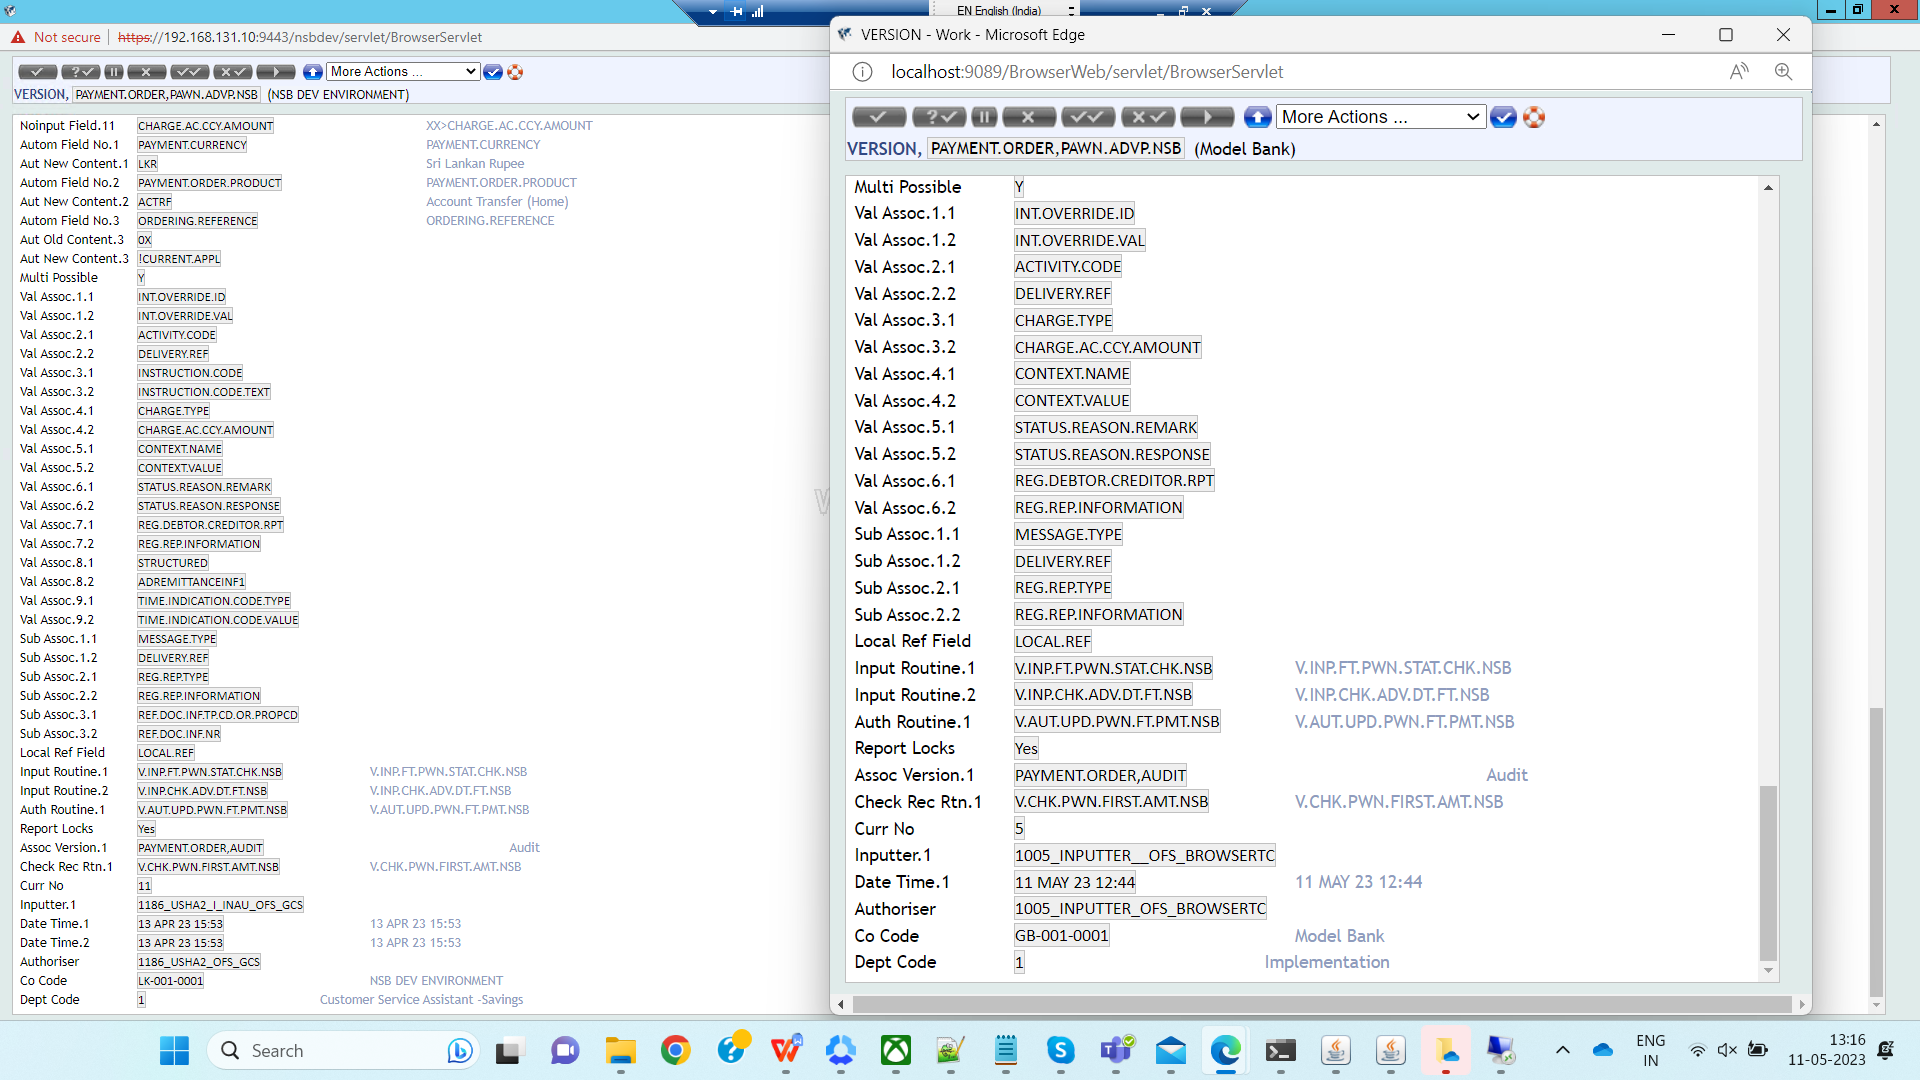 EN English (India)
Not secure https://192.168.131.10:9443/nsbdev/servlet/BrowserServlet
More Actions ...
VERSION, PAYMENT.ORDER,PAWN.ADVP.NSB (NSB DEV ENVIRONMENT)
Noinput Field.11 CHARGE.AC.CCY.AMOUNT XX>CHARGE.AC.CCY.AMOUNT
Autom Field No.1 PAYMENT.CURRENCY PAYMENT.CURRENCY
Aut New Content.1 LKR Sri Lankan Rupee
Autom Field No.2 PAYMENT.ORDER.PRODUCT PAYMENT.ORDER.PRODUCT
Aut New Content.2 ACTRF Account Transfer (Home)
Autom Field No.3 ORDERING.REFERENCE ORDERING.REFERENCE
Aut Old Content.3 0X
Aut New Content.3 !CURRENT.APPL
Multi Possible Y
Val Assoc.1.1 INT.OVERRIDE.ID
Val Assoc.1.2 INT.OVERRIDE.VAL
Val Assoc.2.1 ACTIVITY.CODE
Val Assoc.2.2 DELIVERY.REF
Val Assoc.3.1 INSTRUCTION.CODE
Val Assoc.3.2 INSTRUCTION.CODE.TEXT
Val Assoc.4.1 CHARGE.TYPE
Val Assoc.4.2 CHARGE.AC.CCY.AMOUNT
Val Assoc.5.1 CONTEXT.NAME
Val Assoc.5.2 CONTEXT.VALUE
Val Assoc.6.1 STATUS.REASON.REMARK
Val Assoc.6.2 STATUS.REASON.RESPONSE
Val Assoc.7.1 REG.DEBTOR.CREDITOR.RPT
Val Assoc.7.2 REG.REP.INFORMATION
Val Assoc.8.1 STRUCTURED
Val Assoc.8.2 ADREMITTANCEINF1
Val Assoc.9.1 TIME.INDICATION.CODE.TYPE
Val Assoc.9.2 TIME.INDICATION.CODE.VALUE
Sub Assoc.1.1 MESSAGE.TYPE
Sub Assoc.1.2 DELIVERY.REF
Sub Assoc.2.1 REG.REP.TYPE
Sub Assoc.2.2 REG.REP.INFORMATION
Sub Assoc.3.1 REF.DOC.INF.TP.CD.OR.PROPCD
Sub Assoc.3.2 REF.DOC.INF.NR
Local Ref Field LOCAL.REF
Input Routine.1 V.INP.FT.PWN.STAT.CHK.NSB V.INP.FT.PWN.STAT.CHK.NSB
Input Routine.2 V.INP.CHK.ADV.DT.FT.NSB V.INP.CHK.ADV.DT.FT.NSB
Auth Routine.1 V.AUT.UPD.PWN.FT.PMT.NSB V.AUT.UPD.PWN.FT.PMT.NSB
Report Locks Yes
Assoc Version.1 PAYMENT.ORDER,AUDIT Audit
Check Rec Rtn.1 V.CHK.PWN.FIRST.AMT.NSB V.CHK.PWN.FIRST.AMT.NSB
Curr No 11
Inputter.1 1186_USHA2_I_INAU_OFS_GCS
Date Time.1 13 APR 23 15:53 13 APR 23 15:53
Date Time.2 13 APR 23 15:53 13 APR 23 15:53
Authoriser 1186_USHA2_OFS_GCS
Co Code LK-001-0001 NSB DEV ENVIRONMENT
Dept Code 1 Customer Service Assistant -Savings
VERSION - Work - Microsoft Edge
localhost:9089/BrowserWeb/servlet/BrowserServlet
More Actions ...
VERSION, PAYMENT.ORDER,PAWN.ADVP.NSB (Model Bank)
Multi Possible Y
Val Assoc.1.1 INT.OVERRIDE.ID
Val Assoc.1.2 INT.OVERRIDE.VAL
Val Assoc.2.1 ACTIVITY.CODE
Val Assoc.2.2 DELIVERY.REF
Val Assoc.3.1 CHARGE.TYPE
Val Assoc.3.2 CHARGE.AC.CCY.AMOUNT
Val Assoc.4.1 CONTEXT.NAME
Val Assoc.4.2 CONTEXT.VALUE
Val Assoc.5.1 STATUS.REASON.REMARK
Val Assoc.5.2 STATUS.REASON.RESPONSE
Val Assoc.6.1 REG.DEBTOR.CREDITOR.RPT
Val Assoc.6.2 REG.REP.INFORMATION
Sub Assoc.1.1 MESSAGE.TYPE
Sub Assoc.1.2 DELIVERY.REF
Sub Assoc.2.1 REG.REP.TYPE
Sub Assoc.2.2 REG.REP.INFORMATION
Local Ref Field LOCAL.REF
Input Routine.1 V.INP.FT.PWN.STAT.CHK.NSB V.INP.FT.PWN.STAT.CHK.NSB
Input Routine.2 V.INP.CHK.ADV.DT.FT.NSB V.INP.CHK.ADV.DT.FT.NSB
Auth Routine.1 V.AUT.UPD.PWN.FT.PMT.NSB V.AUT.UPD.PWN.FT.PMT.NSB
Report Locks Yes
Assoc Version.1 PAYMENT.ORDER,AUDIT Audit
Check Rec Rtn.1 V.CHK.PWN.FIRST.AMT.NSB V.CHK.PWN.FIRST.AMT.NSB
Curr No 5
Inputter.1 1005_INPUTTER__OFS_BROWSERTC
Date Time.1 11 MAY 23 12:44 11 MAY 23 12:44
Authoriser 1005_INPUTTER_OFS_BROWSERTC
Co Code GB-001-0001 Model Bank
Dept Code 1 Implementation
Search
ENG
IN
13:16
11-05-2023